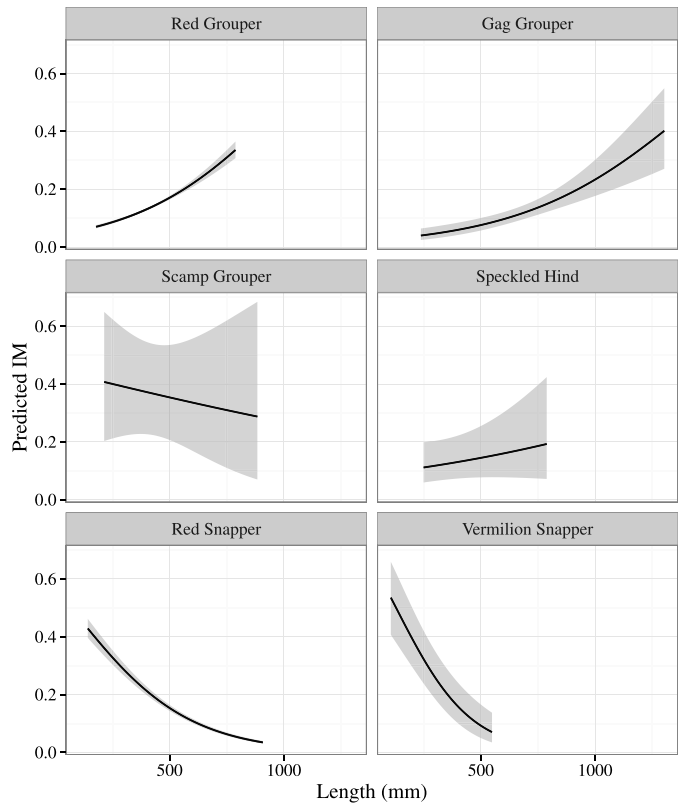 Red Grouper
Gag Grouper
0.6
0.4
0.2
0.0
Scamp Grouper
Speckled Hind
0.6
0.4
0.2
0.0
Predicted IM
Red Snapper
Vermilion Snapper
0.6
0.4
0.2
0.0
500
1000
500
1000
Length (mm)